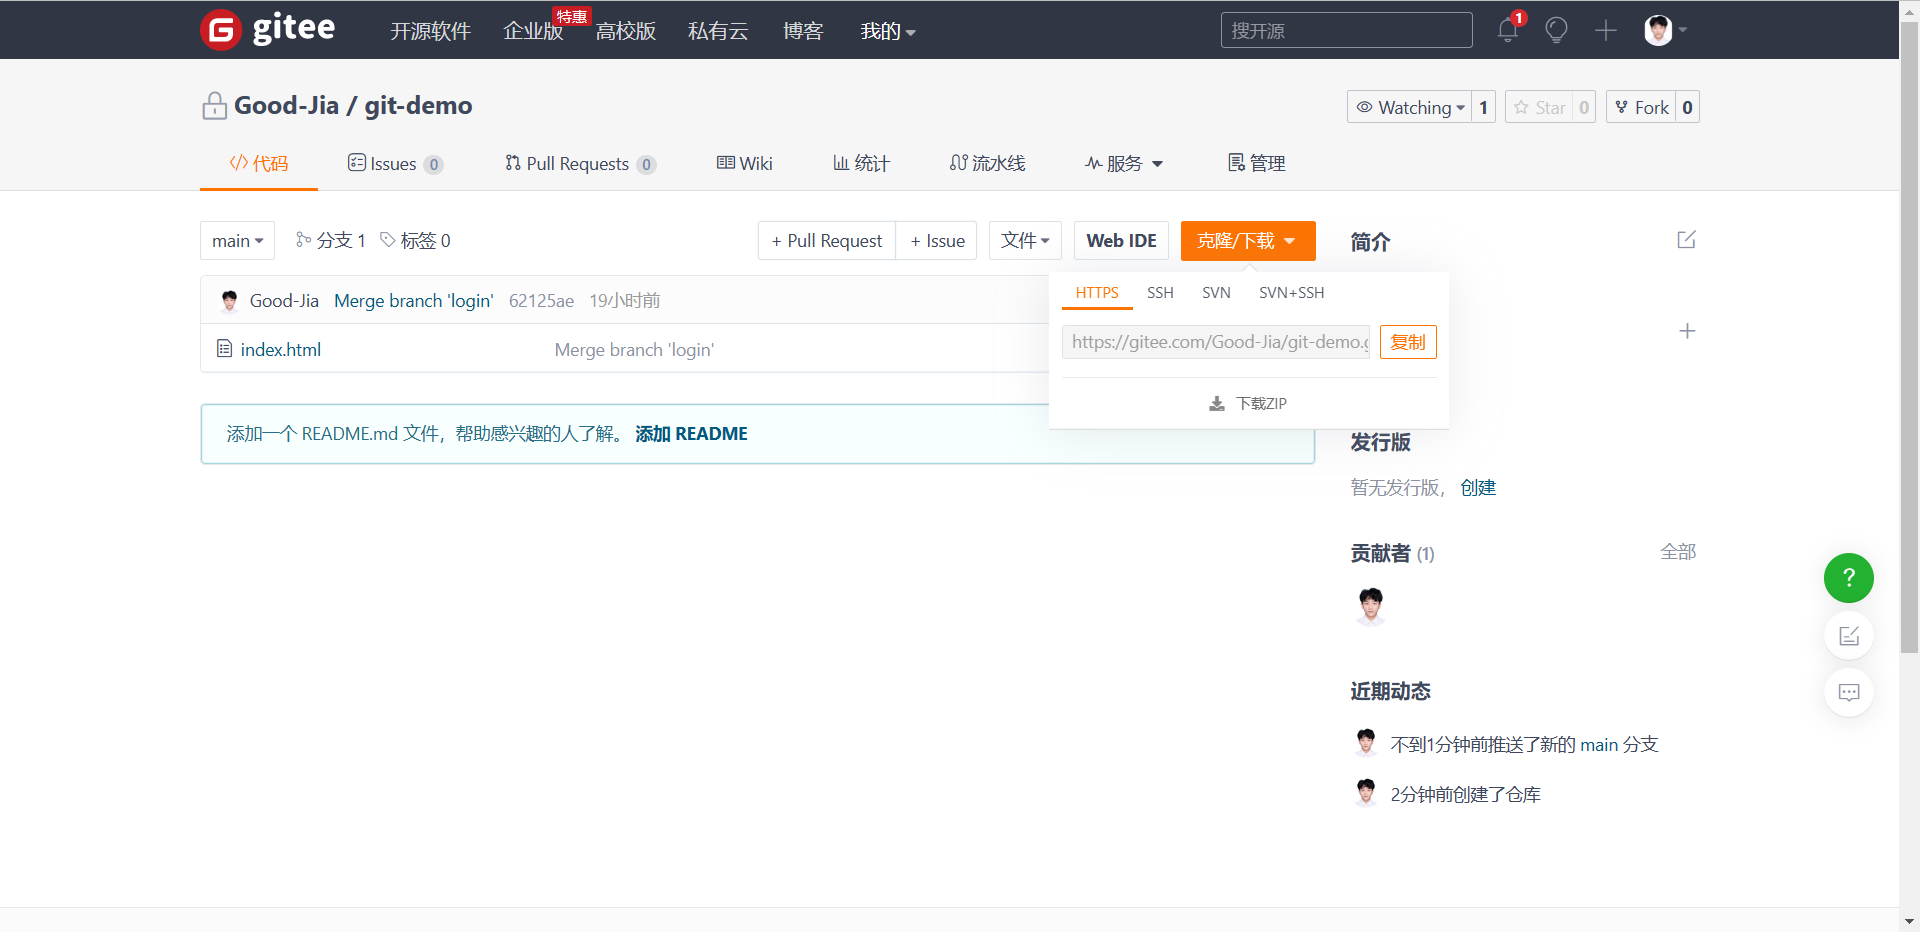 gitee 开源软件 企业版 特惠 高校版 私有云 博客 我的 搜开源 1
Good-Jia / git-demo Watching 1 Star 0 Fork 0
代码 Issues 0 Pull Requests 0 Wiki 统计 流水线 服务 管理
main 分支 1 标签 0 + Pull Request + Issue 文件 Web IDE 克隆/下载 简介
Good-Jia Merge branch 'login' 62125ae 19小时前
HTTPS SSH SVN SVN+SSH
https://gitee.com/Good-Jia/git-demo.g 复制
index.html Merge branch 'login'
下载ZIP
添加一个 README.md 文件，帮助感兴趣的人了解。 添加 README
发行版
暂无发行版， 创建
贡献者 (1) 全部
近期动态
不到1分钟前推送了新的 main 分支
2分钟前创建了仓库
?